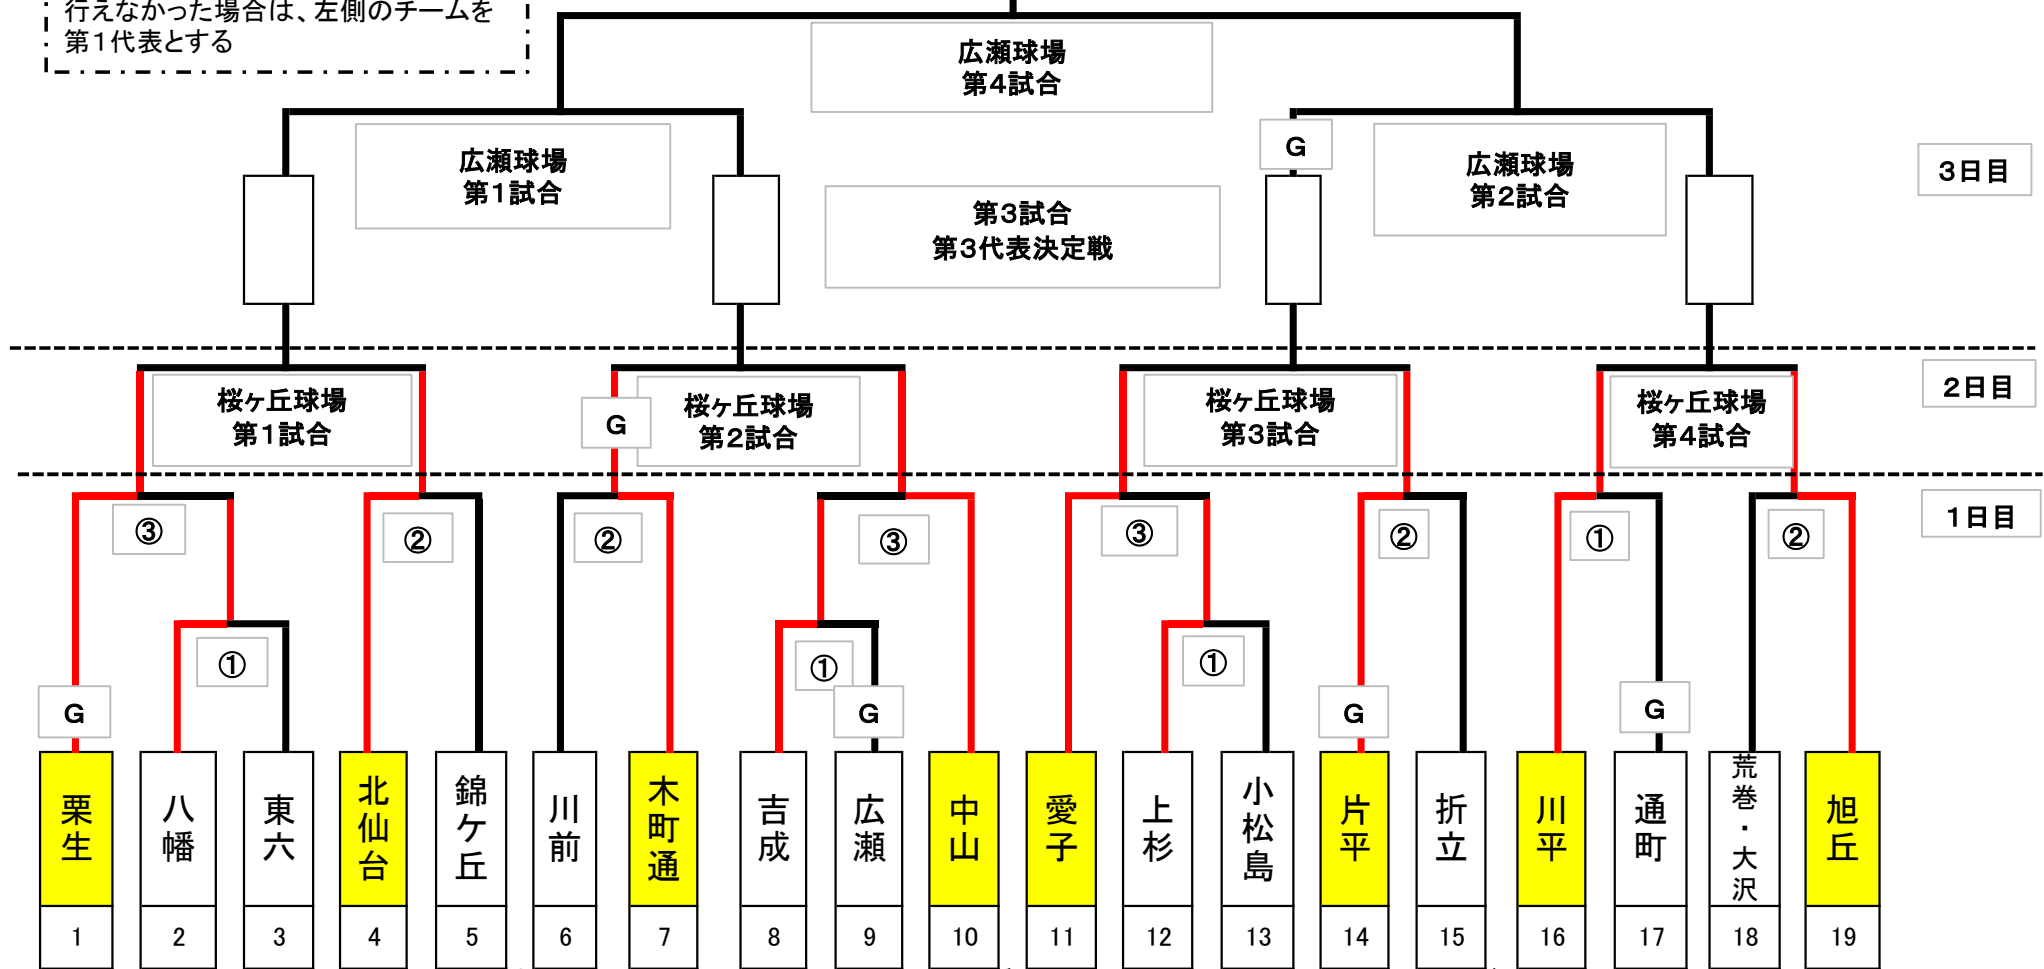 行えなかった場合は、左側のチームを
第１代表とする
広瀬球場
第４試合
広瀬球場
第１試合
G
広瀬球場
第２試合
３日目
第３試合
第３代表決定戦
桜ヶ丘球場
第１試合
G
桜ヶ丘球場
第２試合
桜ヶ丘球場
第３試合
桜ヶ丘球場
第４試合
２日目
③
②
②
③
③
②
①
②
１日目
①
①
①
G
G
G
G
栗生
八幡
東六
北仙台
錦ケ丘
川前
木町通
吉成
広瀬
中山
愛子
上杉
小松島
片平
折立
川平
通町
荒巻・大沢
旭丘
1
2
3
4
5
6
7
8
9
10
11
12
13
14
15
16
17
18
19